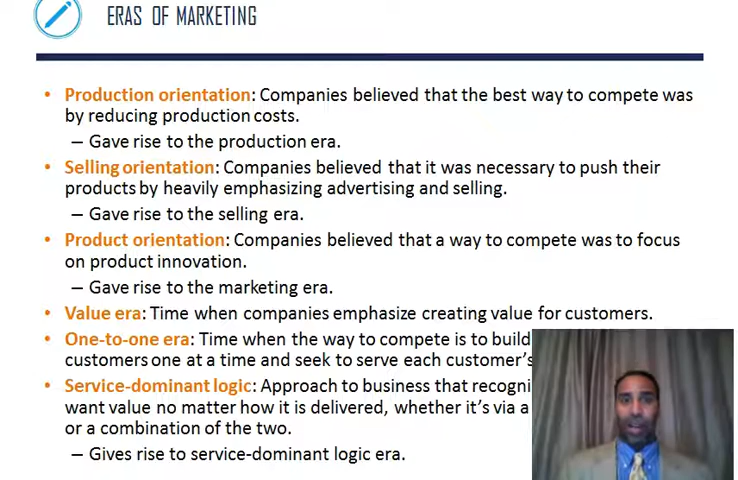 ERAS OF MARKETING
• Production orientation: Companies believed that the best way to compete was
by reducing production costs.
– Gave rise to the production era.
• Selling orientation: Companies believed that it was necessary to push their
products by heavily emphasizing advertising and selling.
– Gave rise to the selling era.
• Product orientation: Companies believed that a way to compete was to focus
on product innovation.
– Gave rise to the marketing era.
• Value era: Time when companies emphasize creating value for customers.
• One-to-one era: Time when the way to compete is to build
customers one at a time and seek to serve each customer's
• Service-dominant logic: Approach to business that recogni
want value no matter how it is delivered, whether it's via a
or a combination of the two.
– Gives rise to service-dominant logic era.